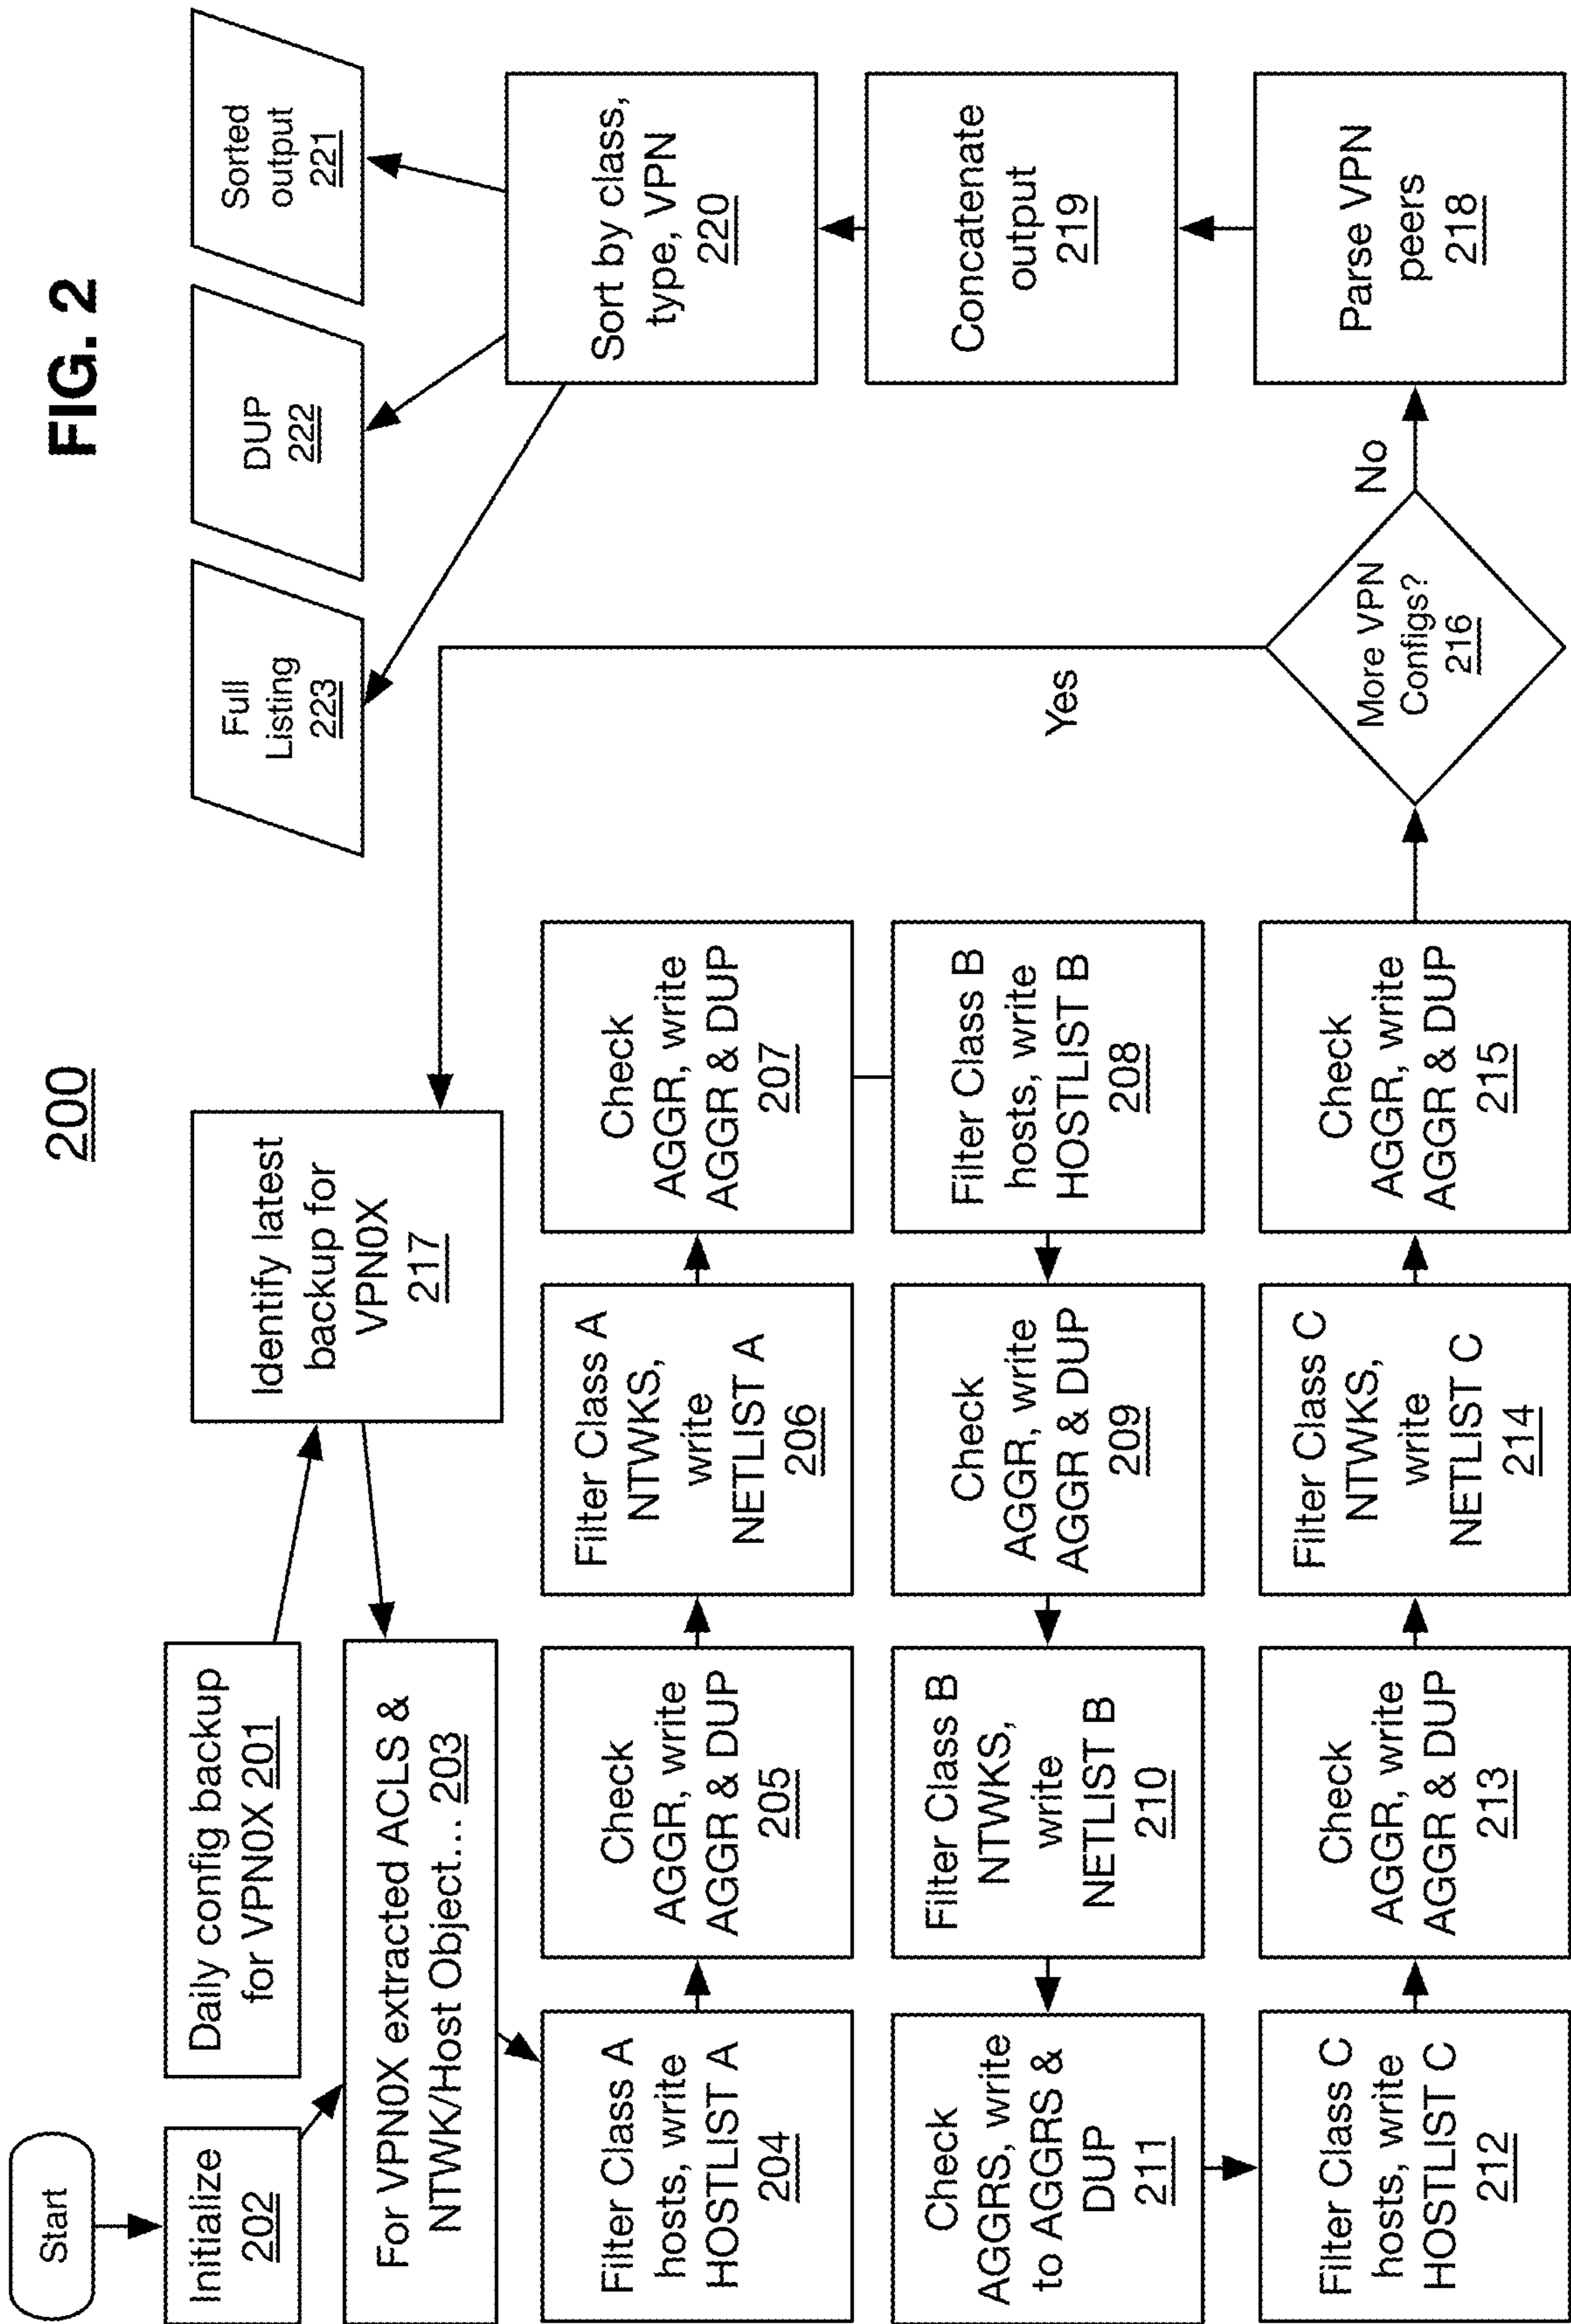 200
FIG. 2
Start
Initialize
202
Daily config backup
for VPN0X 201
For VPN0X extracted ACLS &
NTWK/Host Object... 203
Identify latest
backup for
VPN0X
217
Full
Listing
223
DUP
222
Sorted
output
221
Filter Class A
hosts, write
HOSTLIST A
204
Check
AGGR, write
AGGR & DUP
205
Filter Class A
NTWKS,
write
NETLIST A
206
Check
AGGR, write
AGGR & DUP
207
Filter Class B
hosts, write
HOSTLIST B
208
Check
AGGR, write
AGGR & DUP
209
Filter Class B
NTWKS,
write
NETLIST B
210
Check
AGGRS, write
to AGGRS &
DUP
211
Filter Class C
hosts, write
HOSTLIST C
212
Check
AGGR, write
AGGR & DUP
213
Filter Class C
NTWKS,
write
NETLIST C
214
Check
AGGR, write
AGGR & DUP
215
More VPN
Configs?
216
Yes
No
Parse VPN
peers
218
Concatenate
output
219
Sort by class,
type, VPN
220